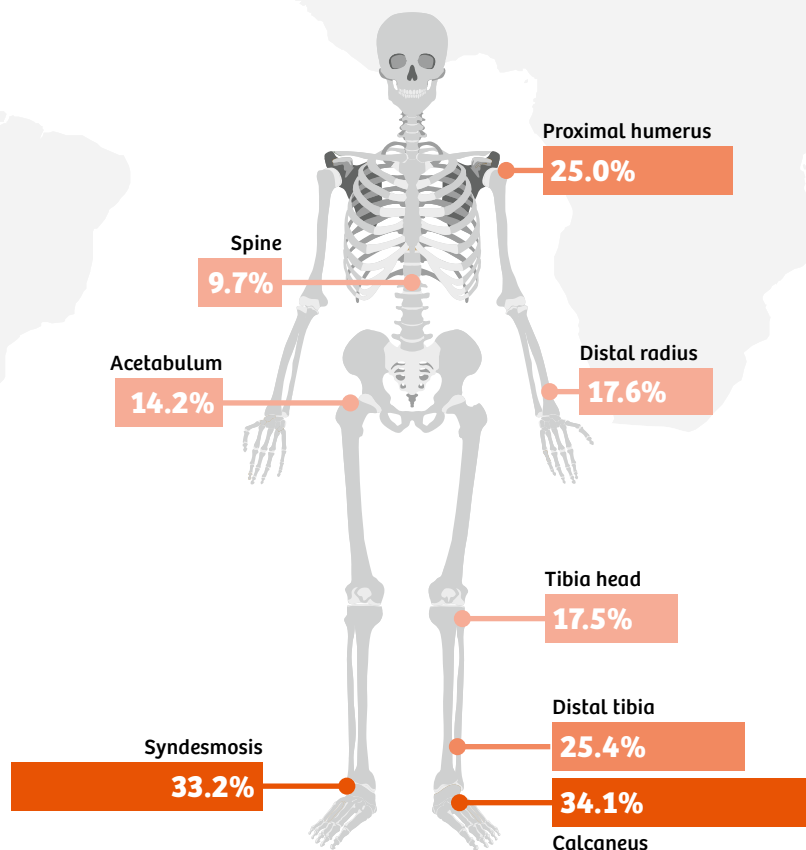 Proximal humerus
25.0%
Spine
9.7%
Distal radius
17.6%
Acetabulum
14.2%
Tibia head
17.5%
Distal tibia
25.4%
Syndesmosis
33.2%
34.1%
Calcaneus